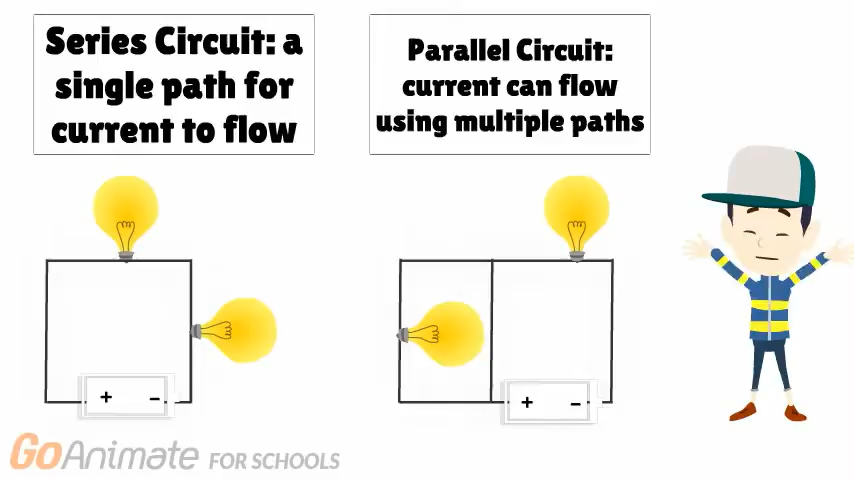 Series Circuit: a
single path for
current to flow
Parallel Circuit:
current can flow
using multiple paths
+ -
+ -
GoAnimate FOR SCHOOLS